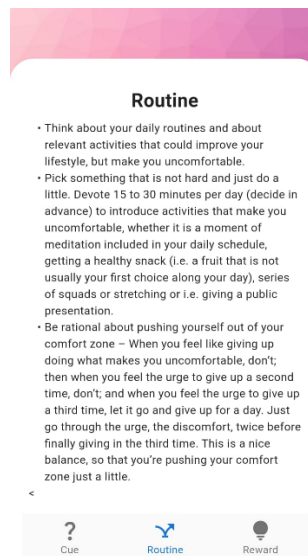 Routine
• Think about your daily routines and about
relevant activities that could improve your
lifestyle, but make you uncomfortable.
• Pick something that is not hard and just do a
little. Devote 15 to 30 minutes per day (decide in
advance) to introduce activities that make you
uncomfortable, whether it is a moment of
meditation included in your daily schedule,
getting a healthy snack (i.e. a fruit that is not
usually your first choice along your day), series
of squads or stretching or i.e. giving a public
presentation.
• Be rational about pushing yourself out of your
comfort zone – When you feel like giving up
doing what makes you uncomfortable, don't;
then when you feel the urge to give up a second
time, don't; and when you feel the urge to give up
a third time, let it go and give up for a day. Just
go through the urge, the discomfort, twice before
finally giving in the third time. This is a nice
balance, so that you're pushing your comfort
zone just a little.
<
? 
Cue
Routine
Reward